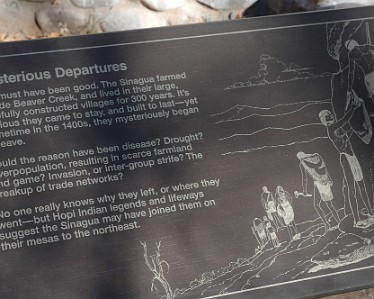 sterious Departures
must have been good. The Sinagua farmed
de Beaver Creek, and lived in their large,
fully constructed villages for 300 years. It's
ious they came to stay, and built to last—yet
metime in the 1400s, they mysteriously began
eave.
uld the reason have been disease? Drought?
verpopulation, resulting in scarce farmland
nd game? Invasion, or inter-group strife? The
reakup of trade networks?
No one really knows why they left, or where they
went—but Hopi Indian legends and lifeways
suggest the Sinagua may have joined them on
their mesas to the northeast.